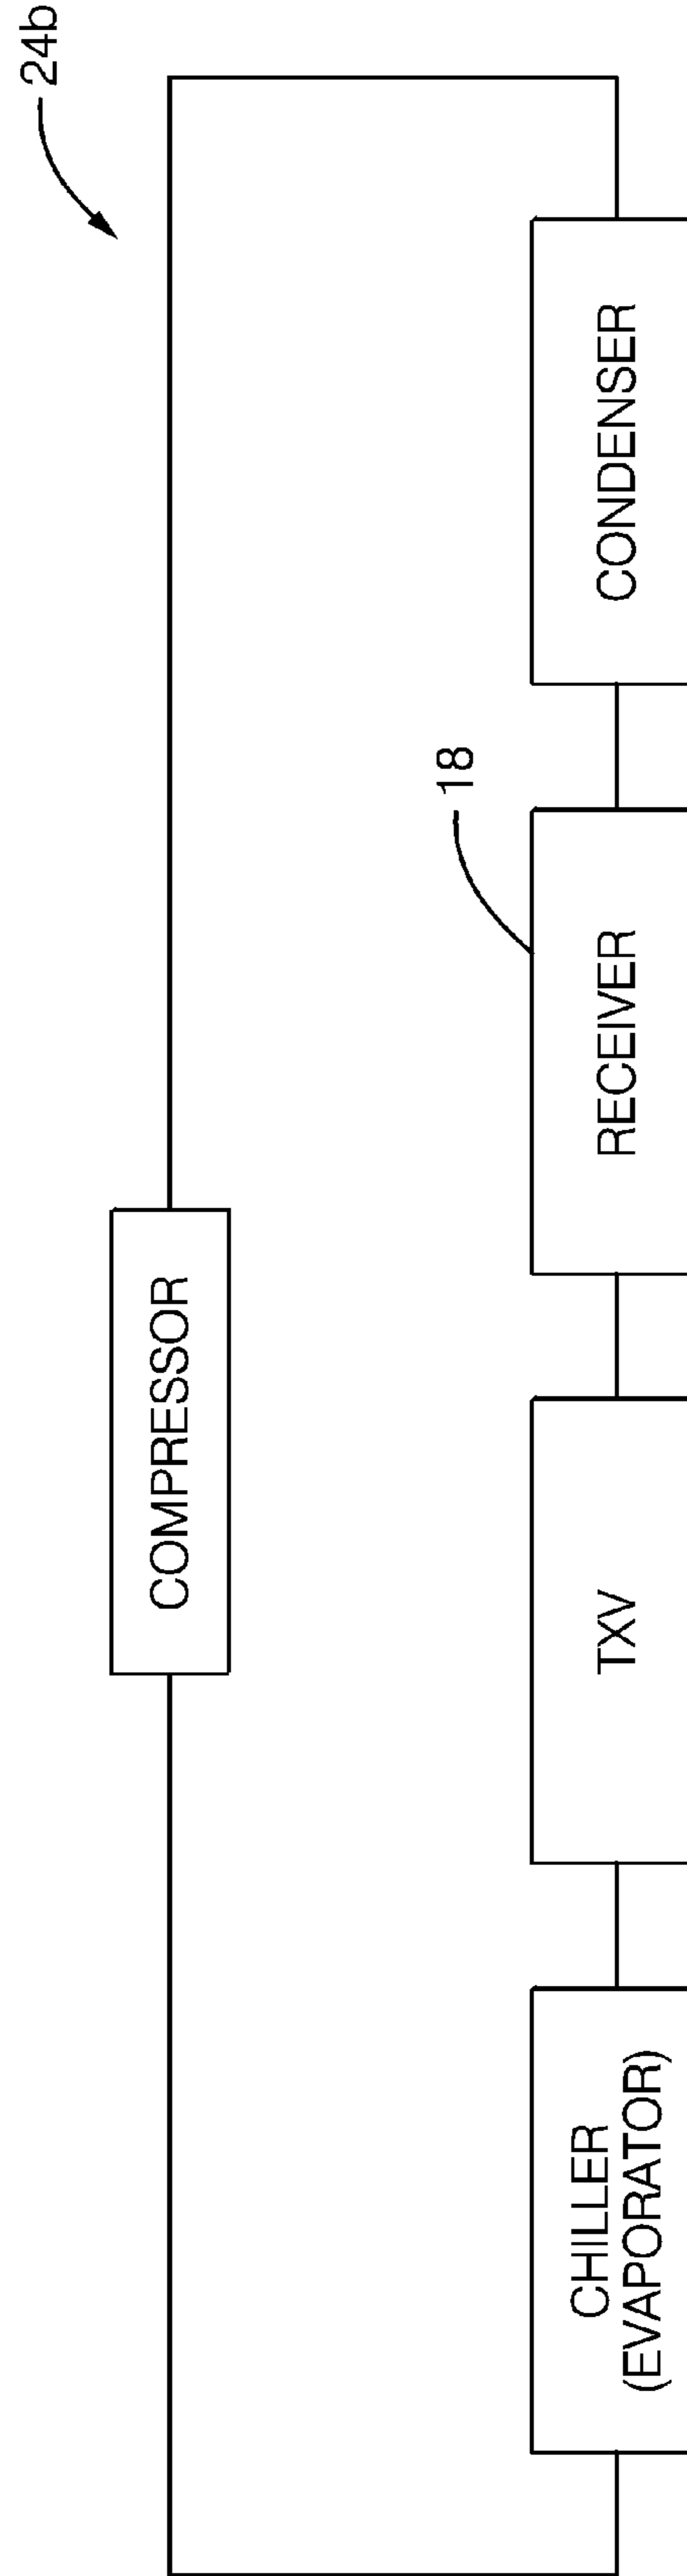 24b
COMPRESSOR
18
CHILLER
(EVAPORATOR)
TXV
RECEIVER
CONDENSER